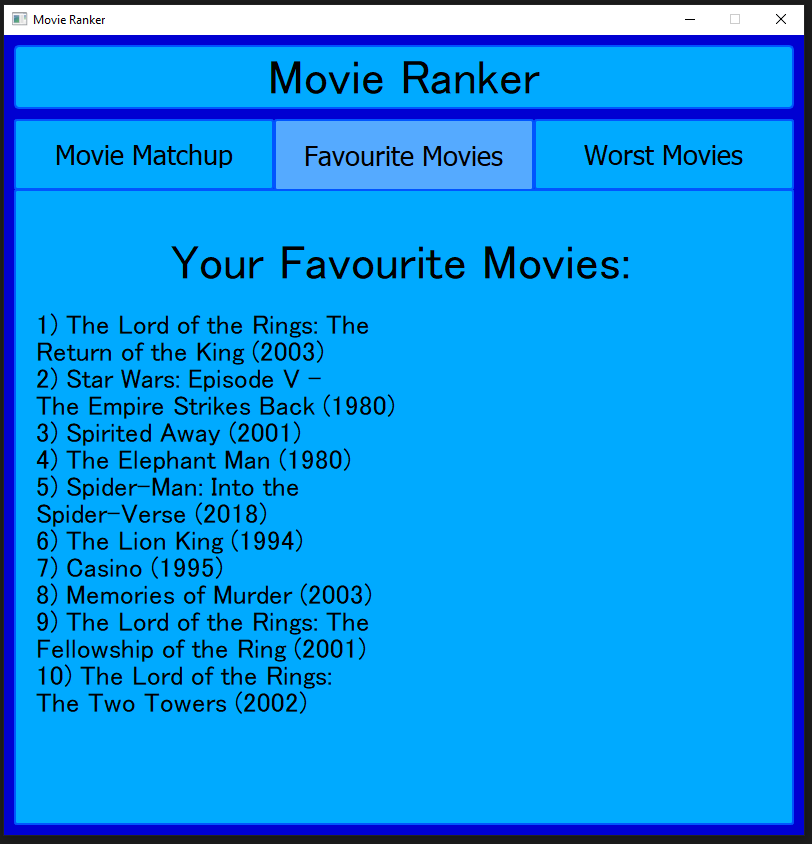 Movie Ranker
Movie Ranker
Movie Matchup
Favourite Movies
Worst Movies
Your Favourite Movies:
1) The Lord of the Rings: The
Return of the King (2003)
2) Star Wars: Episode V -
The Empire Strikes Back (1980)
3) Spirited Away (2001)
4) The Elephant Man (1980)
5) Spider-Man: Into the
Spider-Verse (2018)
6) The Lion King (1994)
7) Casino (1995)
8) Memories of Murder (2003)
9) The Lord of the Rings: The
Fellowship of the Ring (2001)
10) The Lord of the Rings:
The Two Towers (2002)